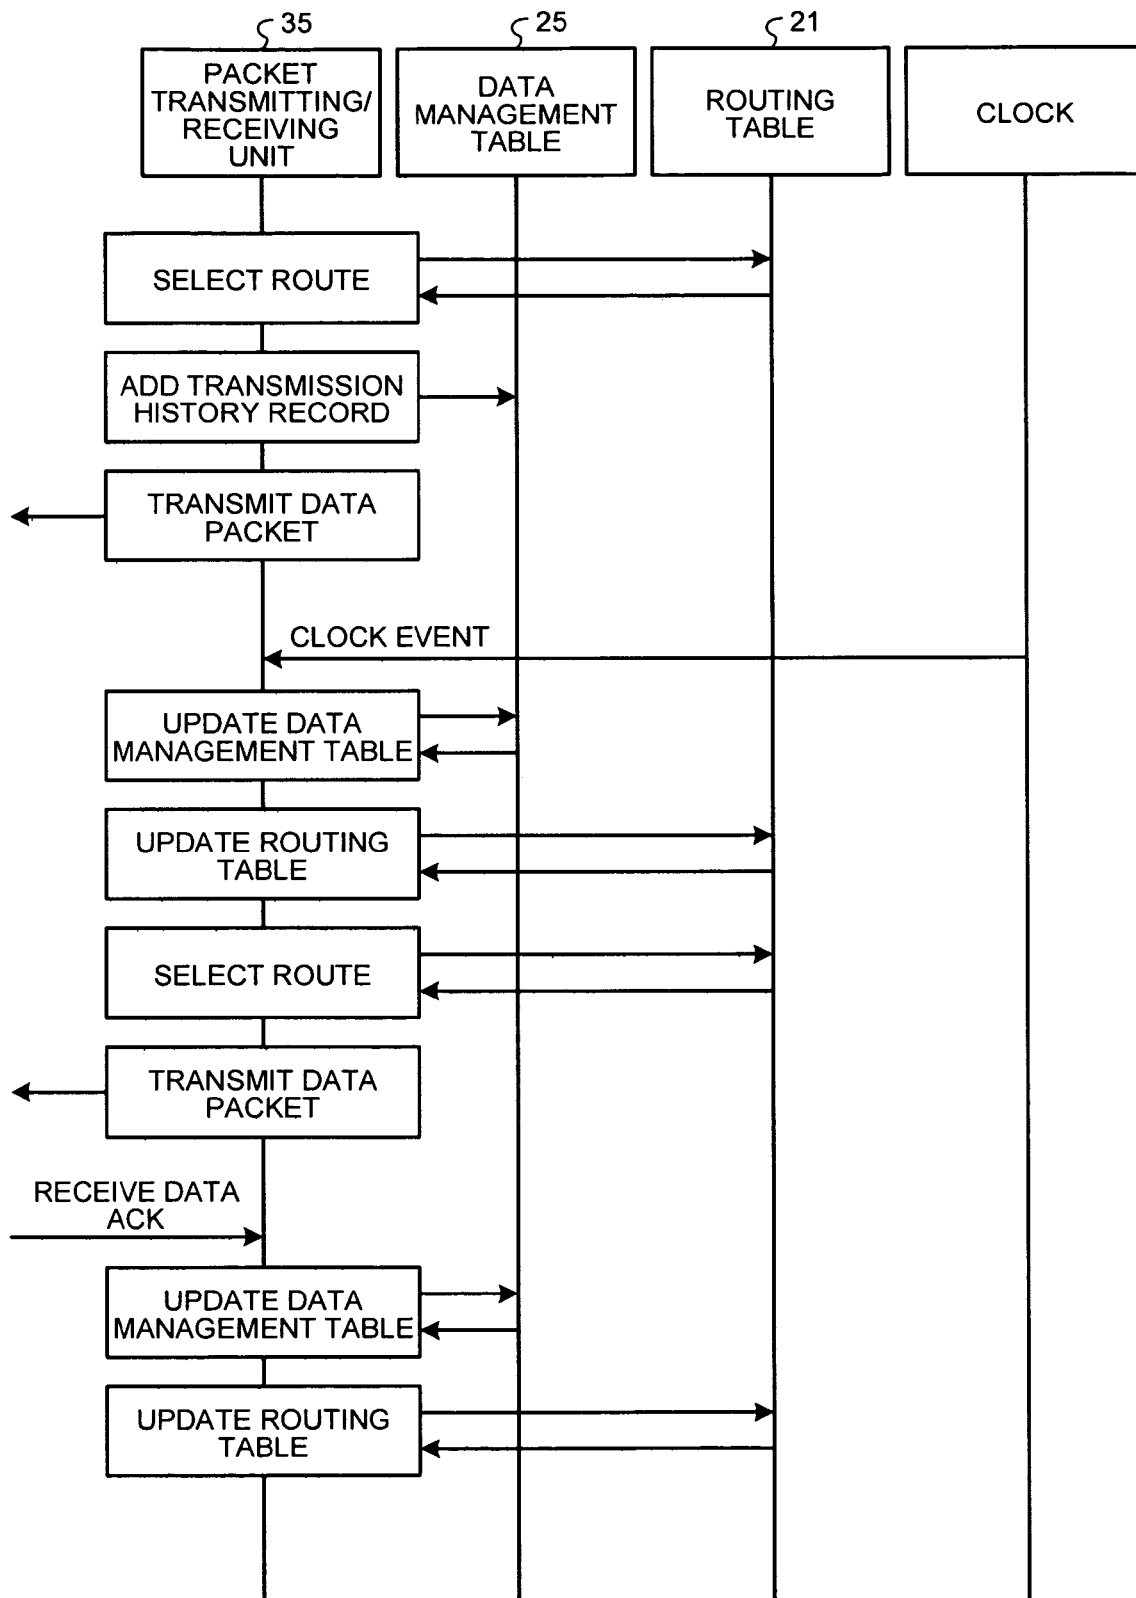 35
25
21
PACKET
TRANSMITTING/
RECEIVING
UNIT
DATA
MANAGEMENT
TABLE
ROUTING
TABLE
CLOCK
SELECT ROUTE
ADD TRANSMISSION
HISTORY RECORD
TRANSMIT DATA
PACKET
CLOCK EVENT
UPDATE DATA
MANAGEMENT TABLE
UPDATE ROUTING
TABLE
SELECT ROUTE
TRANSMIT DATA
PACKET
RECEIVE DATA
ACK
UPDATE DATA
MANAGEMENT TABLE
UPDATE ROUTING
TABLE